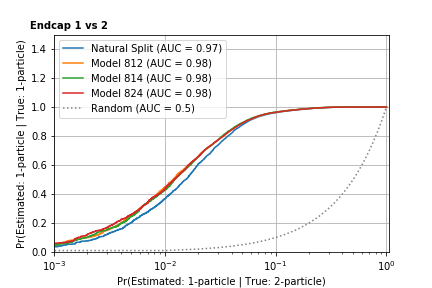 Endcap 1 vs 2
Pr(Estimated: 1-particle | True: 1-particle)
1.4
1.2
1.0
0.8
0.6
0.4
0.2
0.0
Natural Split (AUC = 0.97)
Model 812 (AUC = 0.98)
Model 814 (AUC = 0.98)
Model 824 (AUC = 0.98)
Random (AUC = 0.5)
10⁻³ 10⁻² 10⁻¹ 10⁰
Pr(Estimated: 1-particle | True: 2-particle)